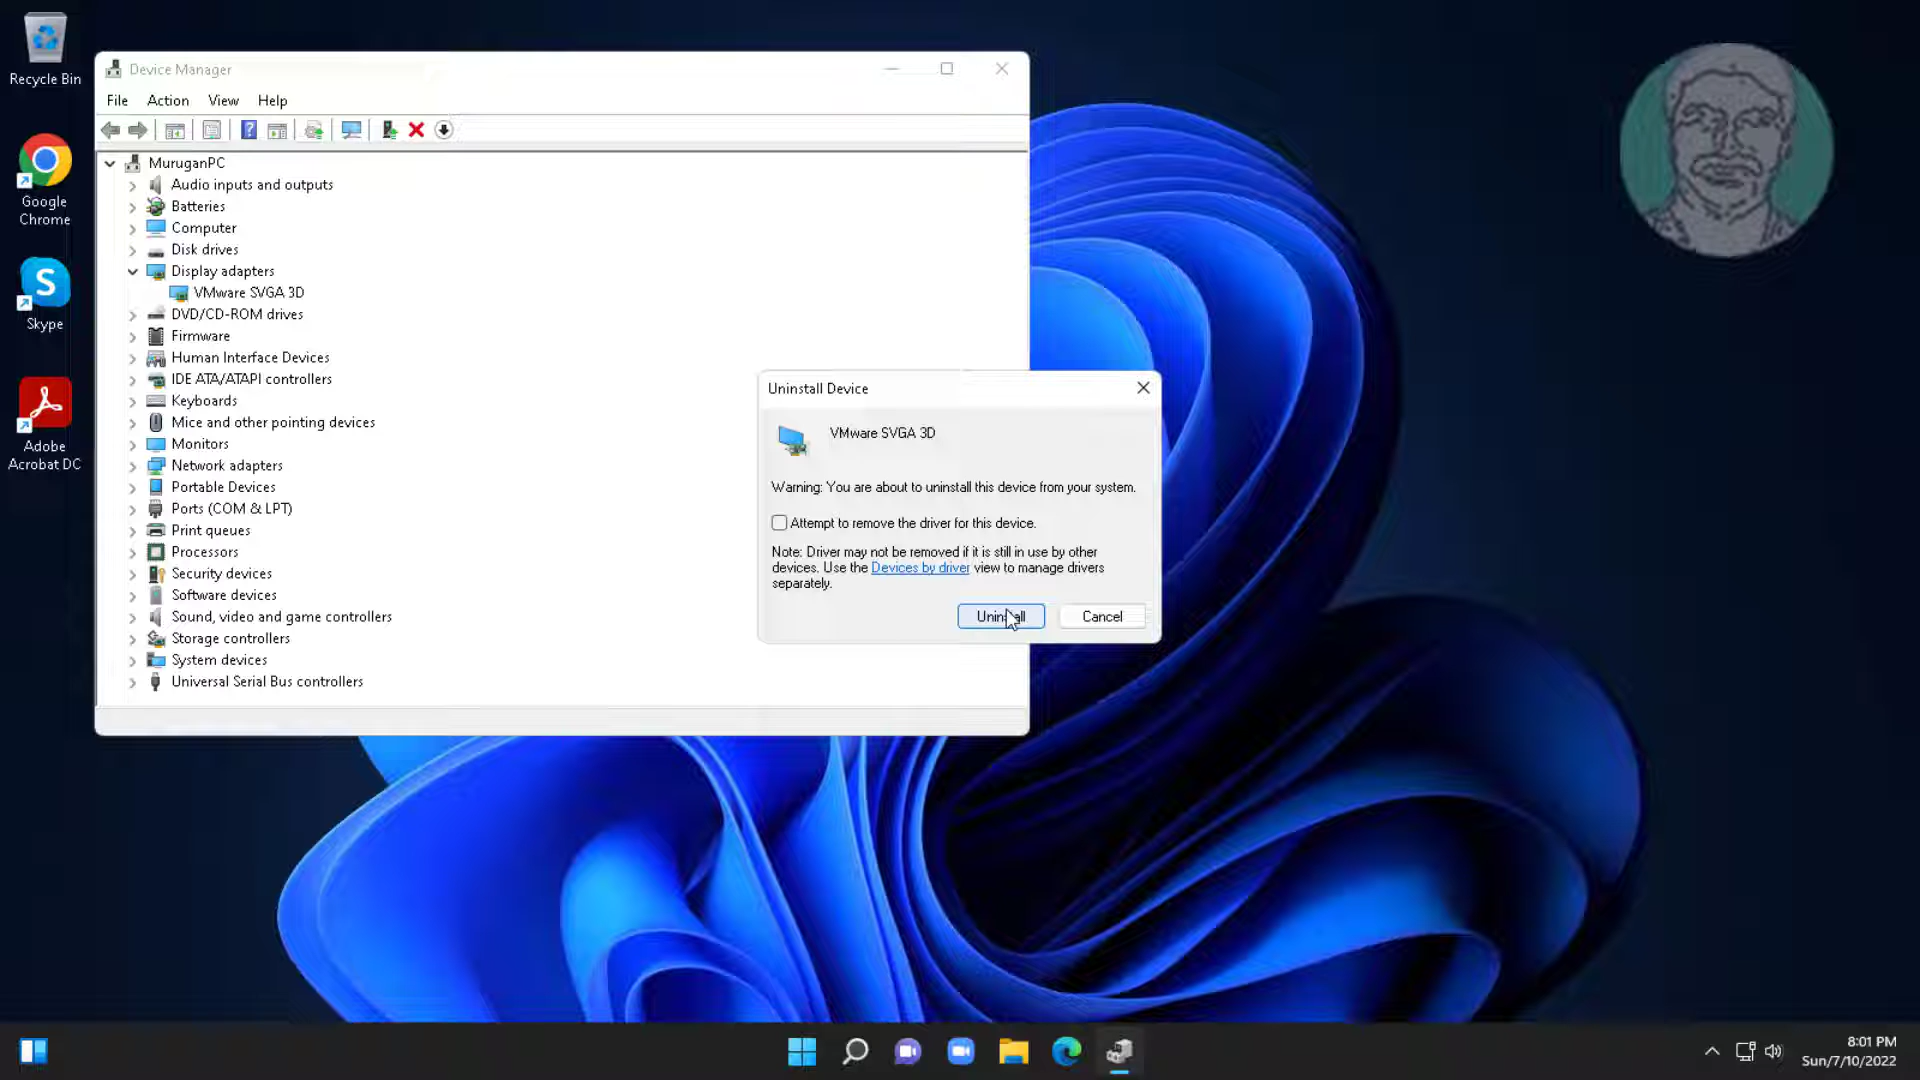 Recycle Bin
Google
Chrome
Skype
Adobe
Acrobat DC
Device Manager
File Action View Help
MuruganPC
Audio inputs and outputs
Batteries
Computer
Disk drives
Display adapters
VMware SVGA 3D
DVD/CD-ROM drives
Firmware
Human Interface Devices
IDE ATA/ATAPI controllers
Keyboards
Mice and other pointing devices
Monitors
Network adapters
Portable Devices
Ports (COM & LPT)
Print queues
Processors
Security devices
Software devices
Sound, video and game controllers
Storage controllers
System devices
Universal Serial Bus controllers
Uninstall Device
VMware SVGA 3D
Warning: You are about to uninstall this device from your system.
Attempt to remove the driver for this device.
Note: Driver may not be removed if it is still in use by other
devices. Use the Devices by driver view to manage drivers
separately.
Uninstall Cancel
8:01 PM
Sun/7/10/2022